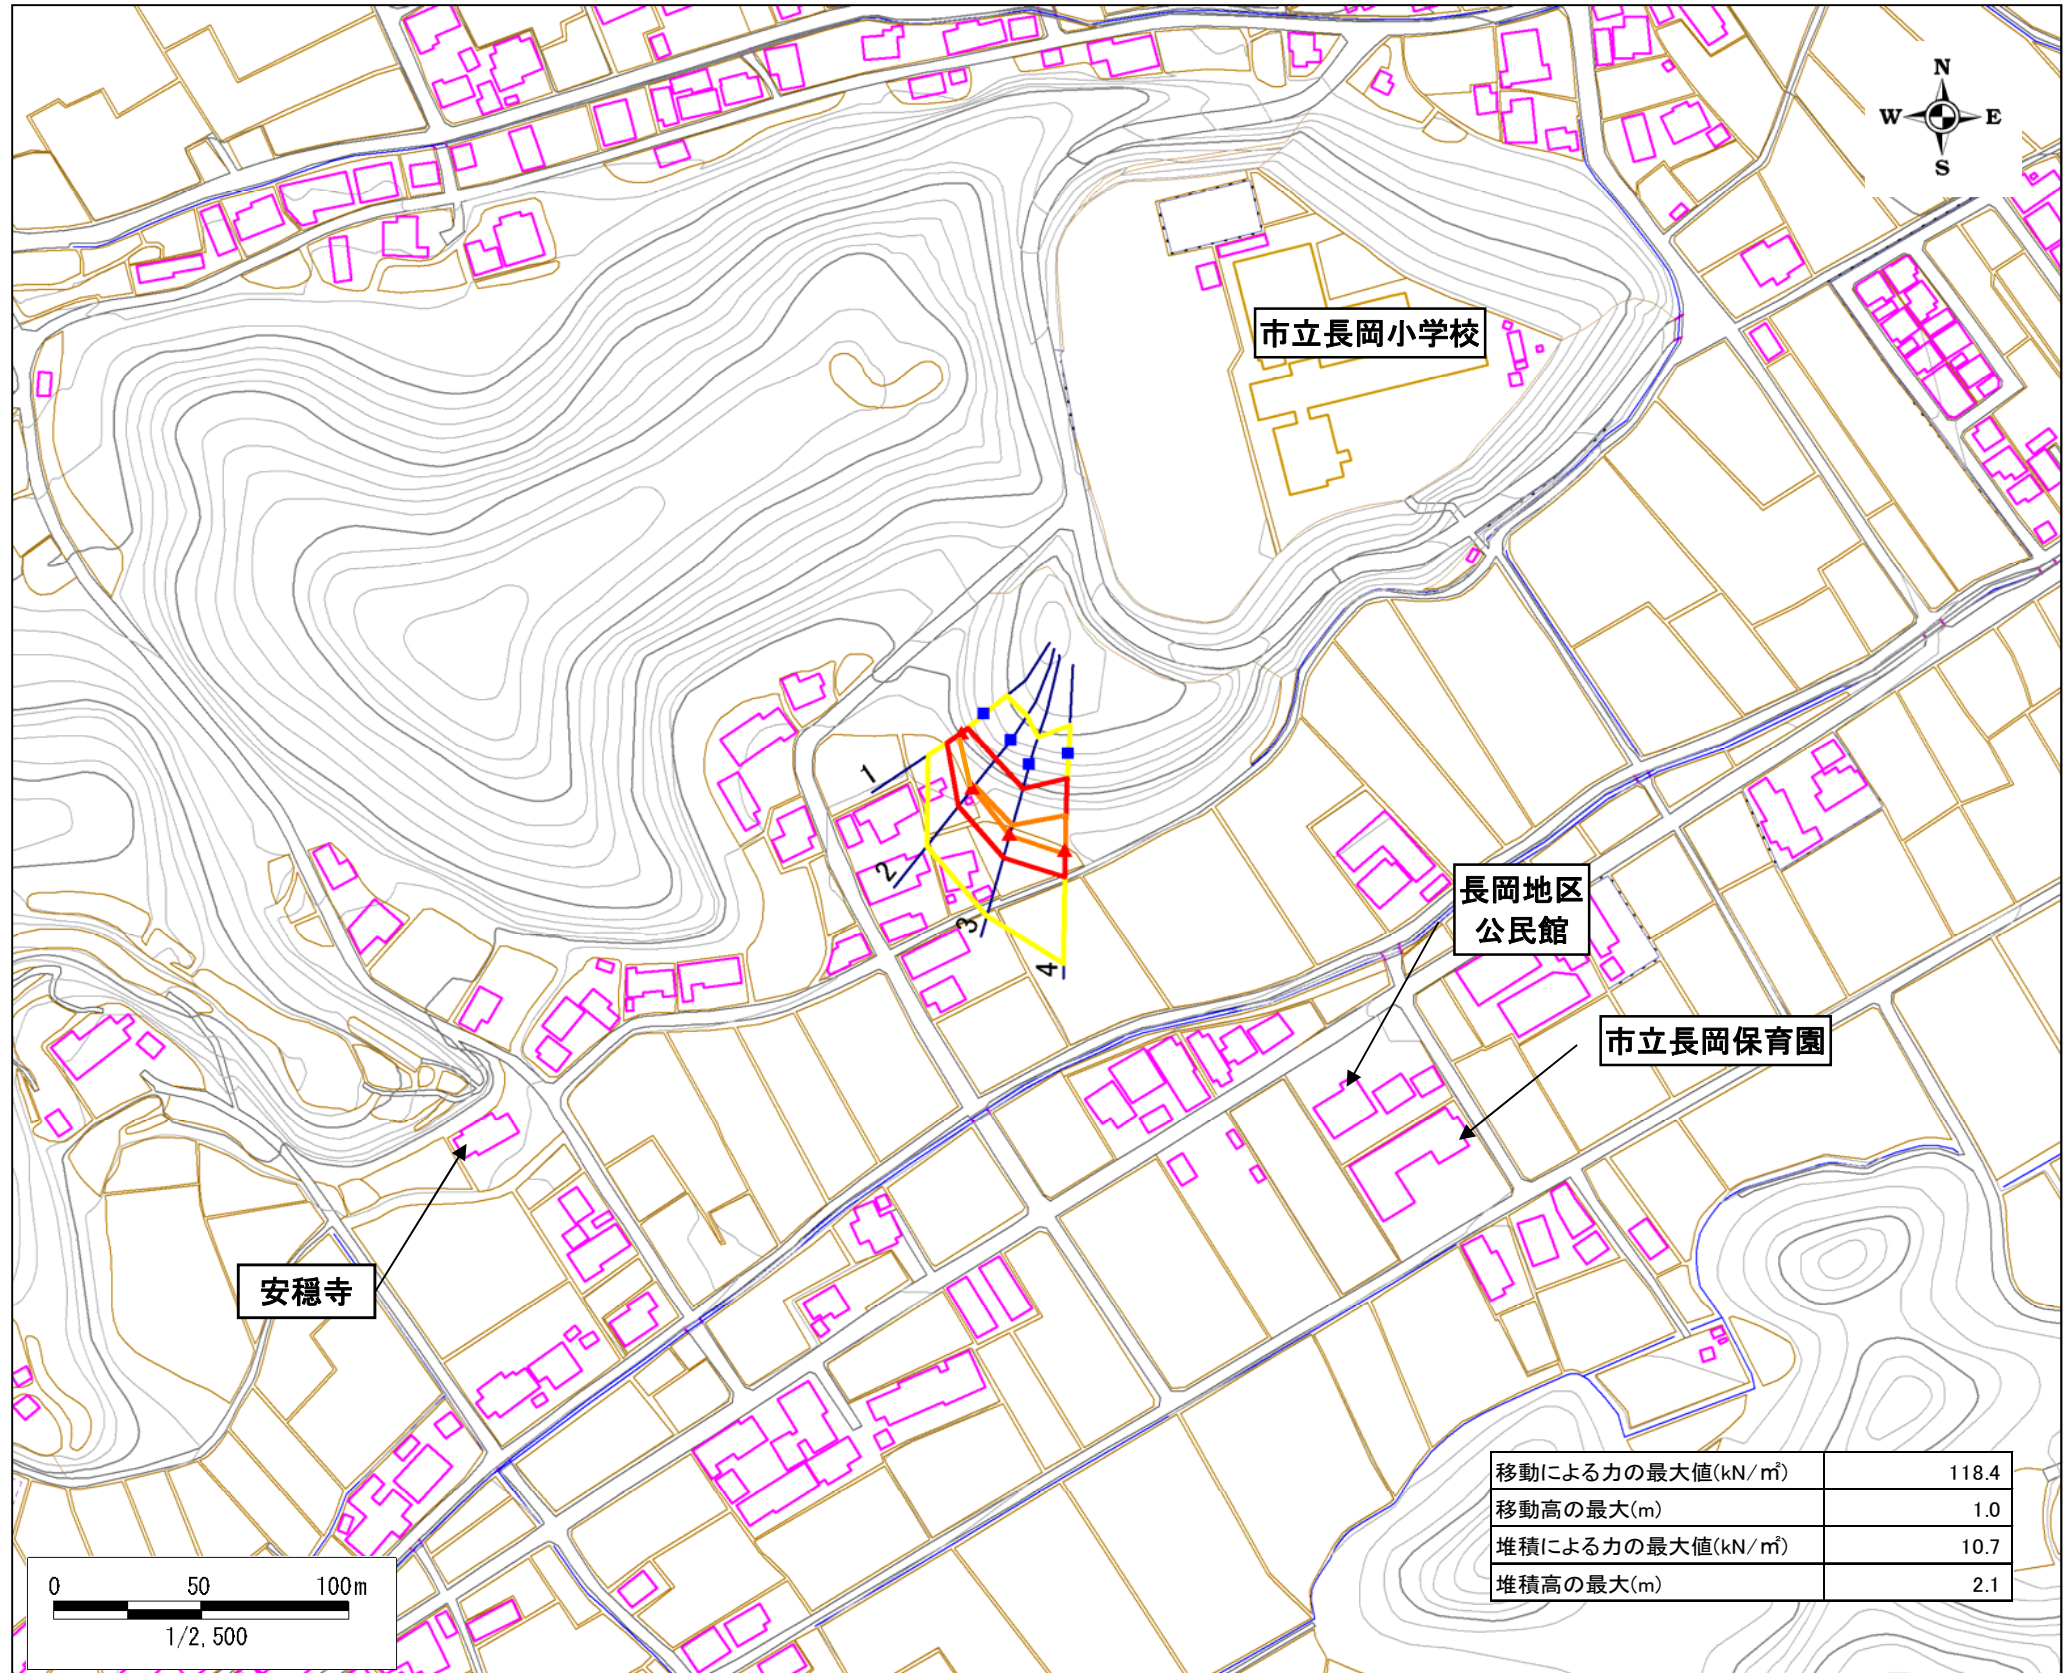 N
W E
S
市立長岡小学校
1
2
3
4
長岡地区
公民館
市立長岡保育園
安穏寺
移動による力の最大値(kN/㎡) 118.4
移動高の最大(m) 1.0
堆積による力の最大値(kN/㎡) 10.7
堆積高の最大(m) 2.1
0 50 100m
1/2,500